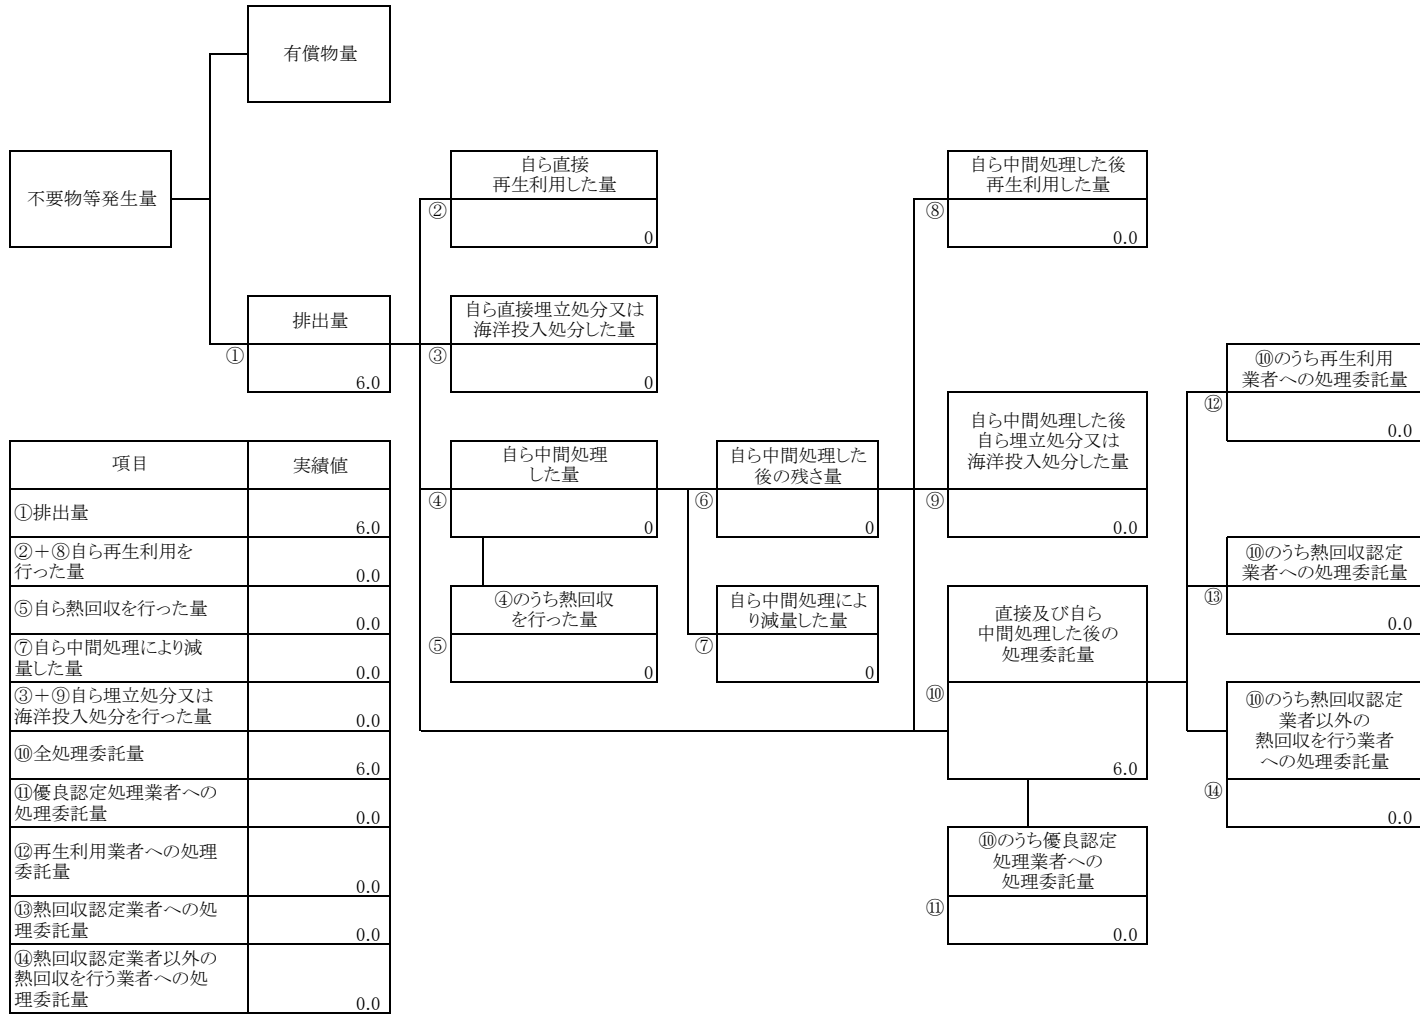 有償物量
不要物等発生量
自ら直接
再生利用した量
②
0
自ら中間処理した後
再生利用した量
⑧
0.0
排出量
①
6.0
自ら直接埋立処分又は
海洋投入処分した量
③
0
⑩のうち再生利用
業者への処理委託量
⑫
0.0
自ら中間処理
した量
④
0
自ら中間処理した
後の残さ量
⑥
0
自ら中間処理した後
自ら埋立処分又は
海洋投入処分した量
⑨
0.0
⑩のうち熱回収認定
業者への処理委託量
⑬
0.0
④のうち熱回収
を行った量
⑤
0
自ら中間処理によ
り減量した量
⑦
0
直接及び自ら
中間処理した後の
処理委託量
⑩
6.0
⑩のうち熱回収認定
業者以外の
熱回収を行う業者
への処理委託量
⑭
0.0
⑩のうち優良認定
処理業者への
処理委託量
⑪
0.0
項目 実績値
①排出量
6.0
②＋⑧自ら再生利用を
行った量
0.0
⑤自ら熱回収を行った量
0.0
⑦自ら中間処理により減
量した量
0.0
③＋⑨自ら埋立処分又は
海洋投入処分を行った量
0.0
⑩全処理委託量
6.0
⑪優良認定処理業者への
処理委託量
0.0
⑫再生利用業者への処理
委託量
0.0
⑬熱回収認定業者への処
理委託量
0.0
⑭熱回収認定業者以外の
熱回収を行う業者への処
理委託量
0.0